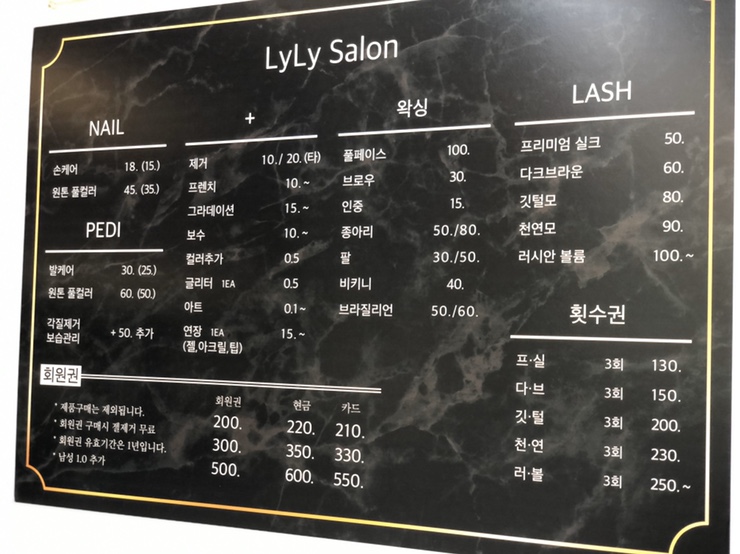 LyLy Salon
NAIL
손케어 18. (15.)
원톤 풀컬러 45. (35.)
PEDI
발케어 30. (25.)
원톤 풀컬러 60. (50.)
각질제거
보습관리 +50. 추가
+
제거 10./ 20. (타)
프렌치 10.~
그라데이션 15.~
보수 10.~
컬러추가 0.5
글리터 1EA 0.5
아트 0.1~
연장 1EA 15.~
(젤,아크릴,팁)
왁싱
풀페이스 100.
브로우 30.
인중 15.
종아리 50./80.
팔 30./50.
비키니 40.
브라질리언 50./60.
LASH
프리미엄 실크 50.
다크브라운 60.
깃털모 80.
천연모 90.
러시안 볼륨 100.~
횟수권
프·실 3회 130.
다·브 3회 150.
깃·털 3회 200.
천·연 3회 230.
러·볼 3회 250.~
회원권
* 제품구매는 제외됩니다.
* 회원권 구매시 젤제거 무료
* 회원권 유효기간은 1년입니다.
* 남성 1.0 추가
회원권 현금 카드
200. 220. 210.
300. 350. 330.
500. 600. 550.